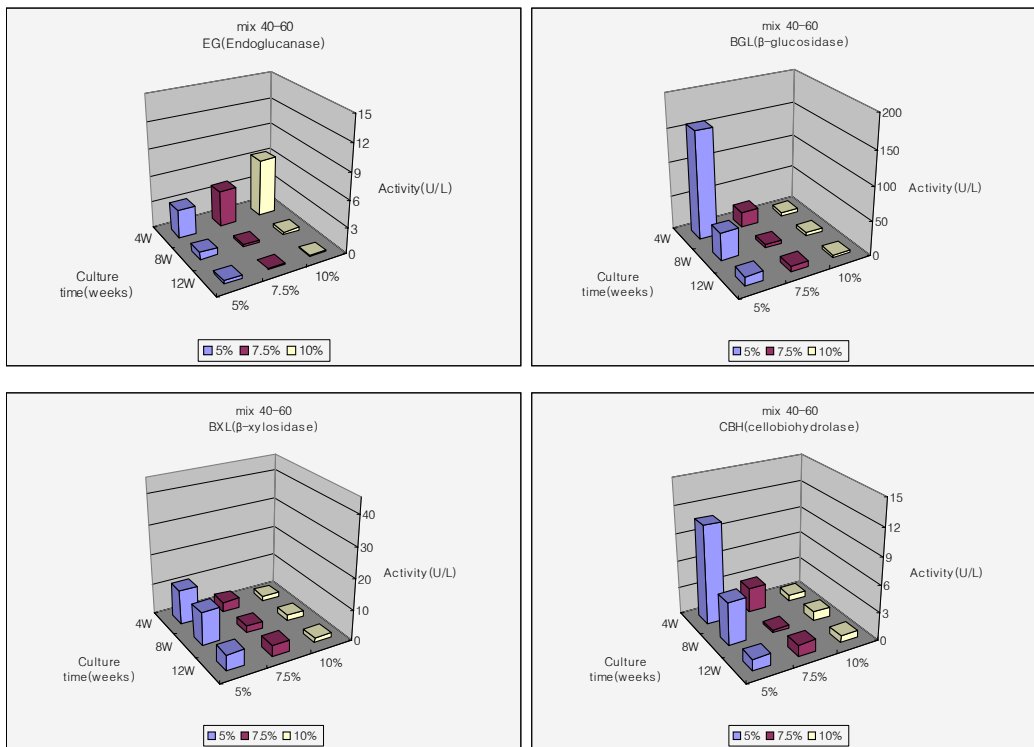 mix 40-60
EG(Endoglucanase)
15
12
9
6
3
0
Activity(U/L)
4W
8W
12W
Culture
time(weeks)
5%
7.5%
10%
5% 7.5% 10%
mix 40-60
BGL(β-glucosidase)
200
150
100
50
0
Activity(U/L)
4W
8W
12W
Culture
time(weeks)
5%
7.5%
10%
5% 7.5% 10%
mix 40-60
BXL(β-xylosidase)
40
30
20
10
0
Activity(U/L)
4W
8W
12W
Culture
time(weeks)
5%
7.5%
10%
5% 7.5% 10%
mix 40-60
CBH(cellobiohydrolase)
15
12
9
6
3
0
Activity(U/L)
4W
8W
12W
Culture
time(weeks)
5%
7.5%
10%
5% 7.5% 10%